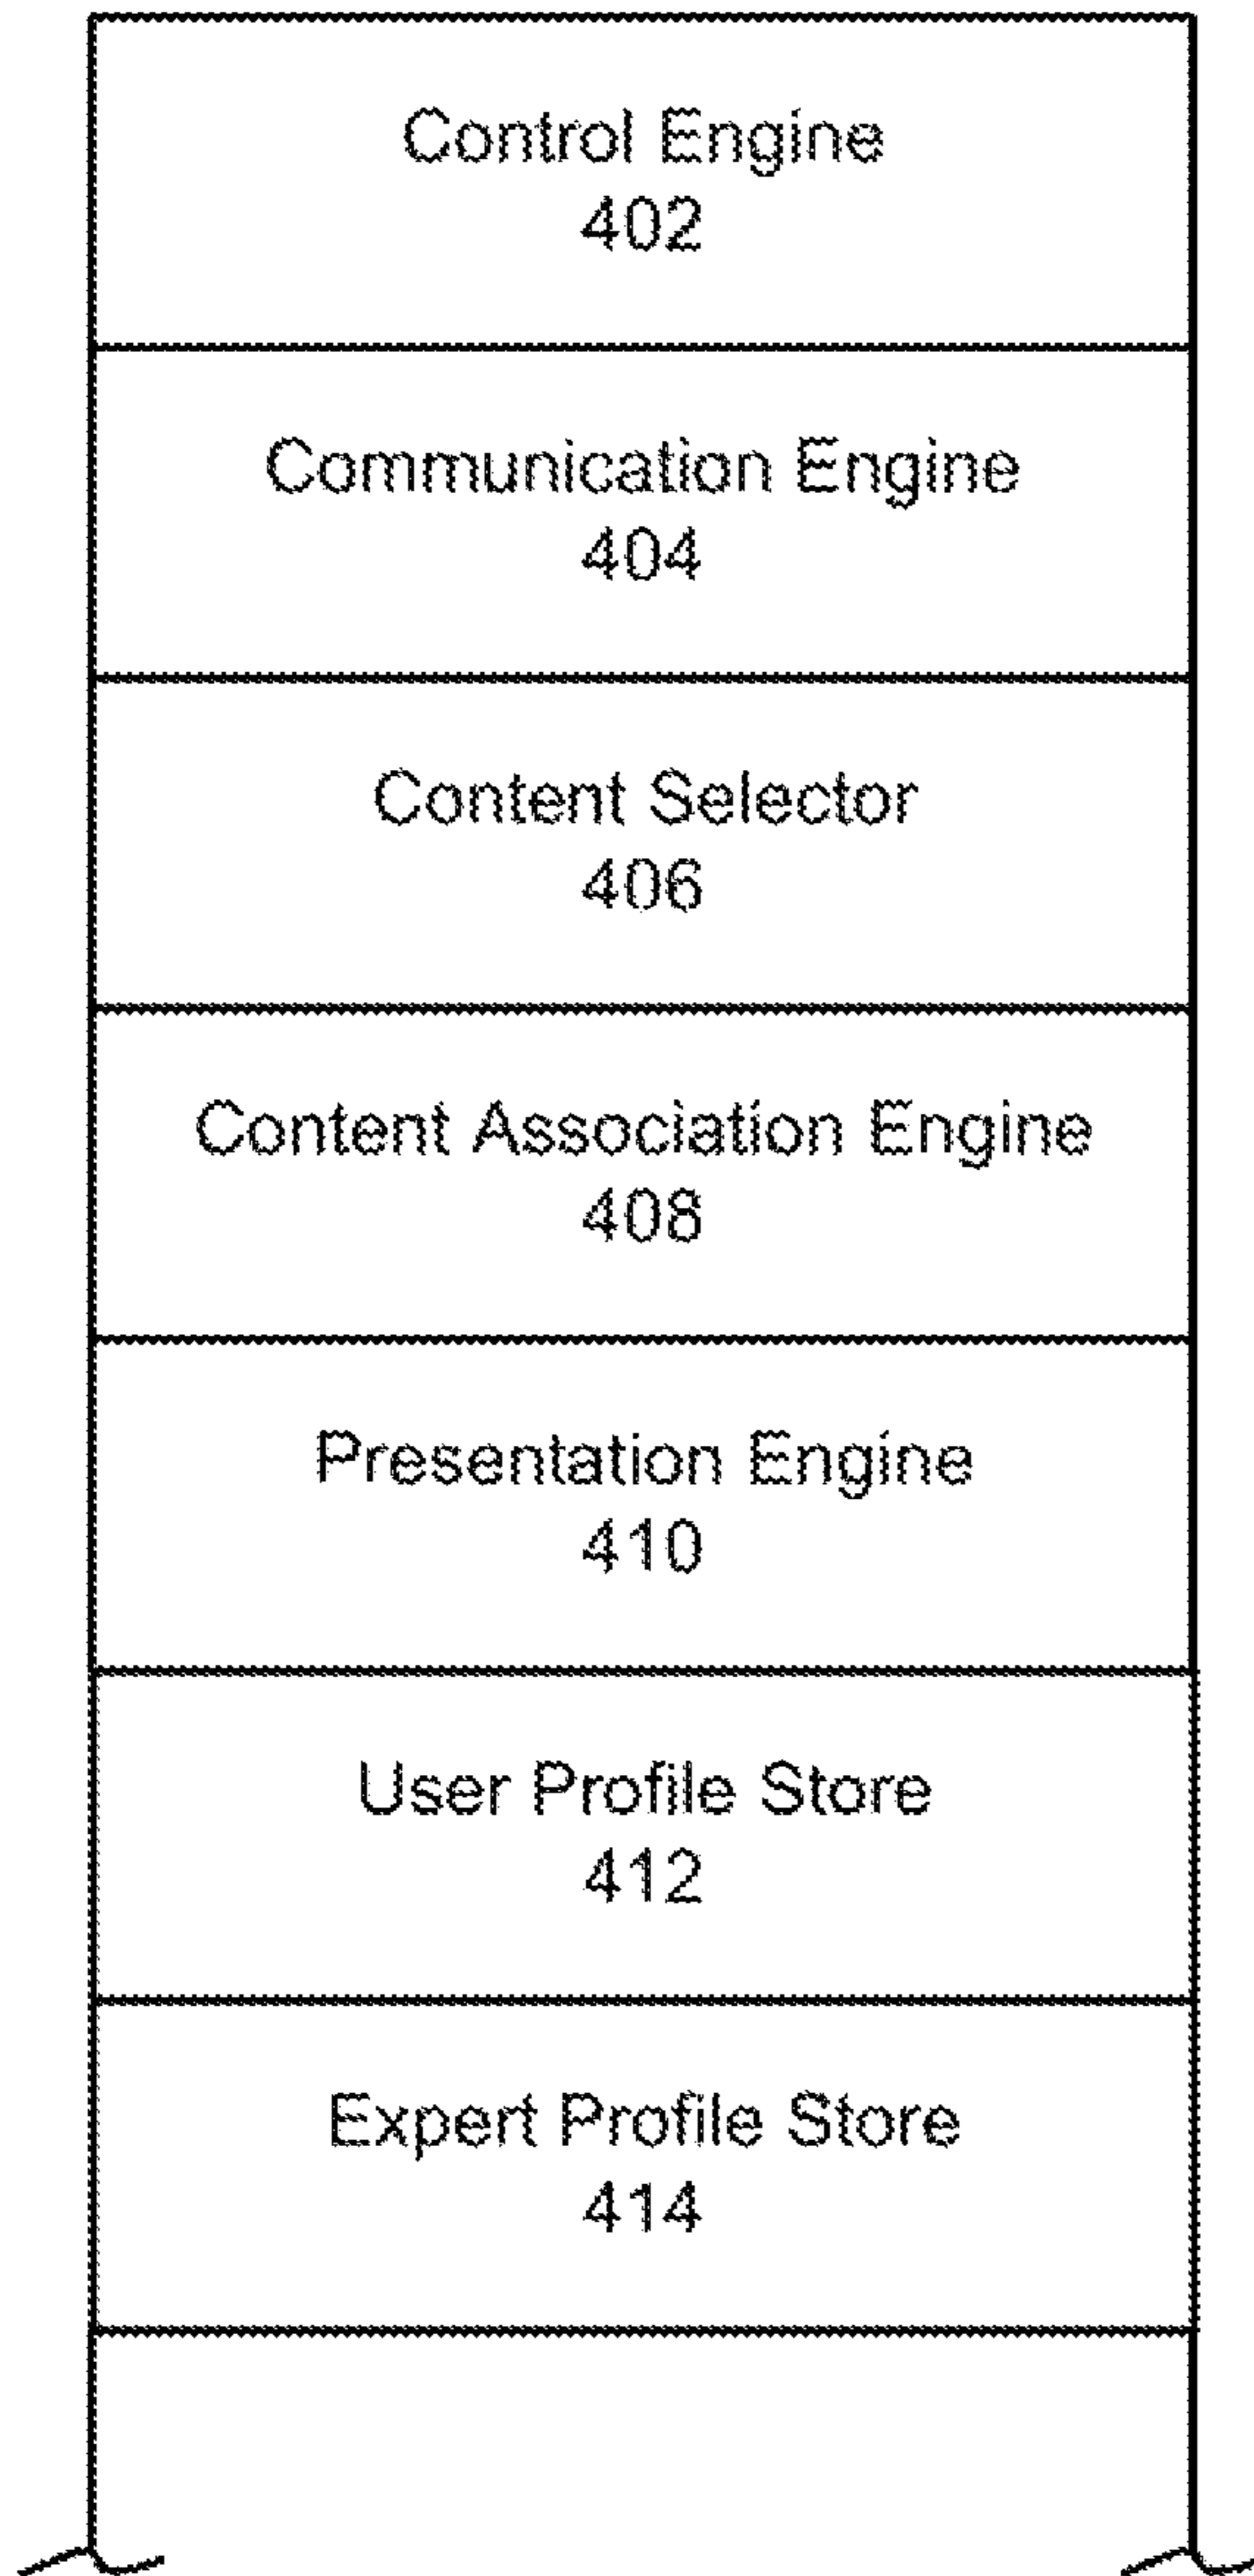 Control Engine
402
Communication Engine
404
Content Selector
406
Content Association Engine
408
Presentation Engine
410
User Profile Store
412
Expert Profile Store
414